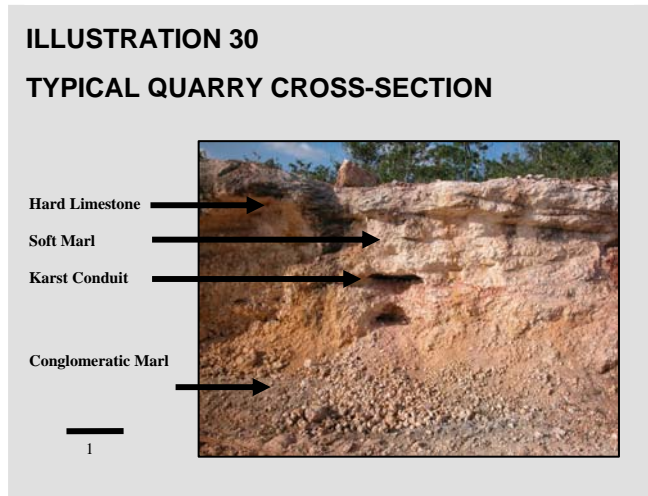 ILLUSTRATION 30
TYPICAL QUARRY CROSS-SECTION
Hard Limestone
Soft Marl
Karst Conduit
Conglomeratic Marl
1